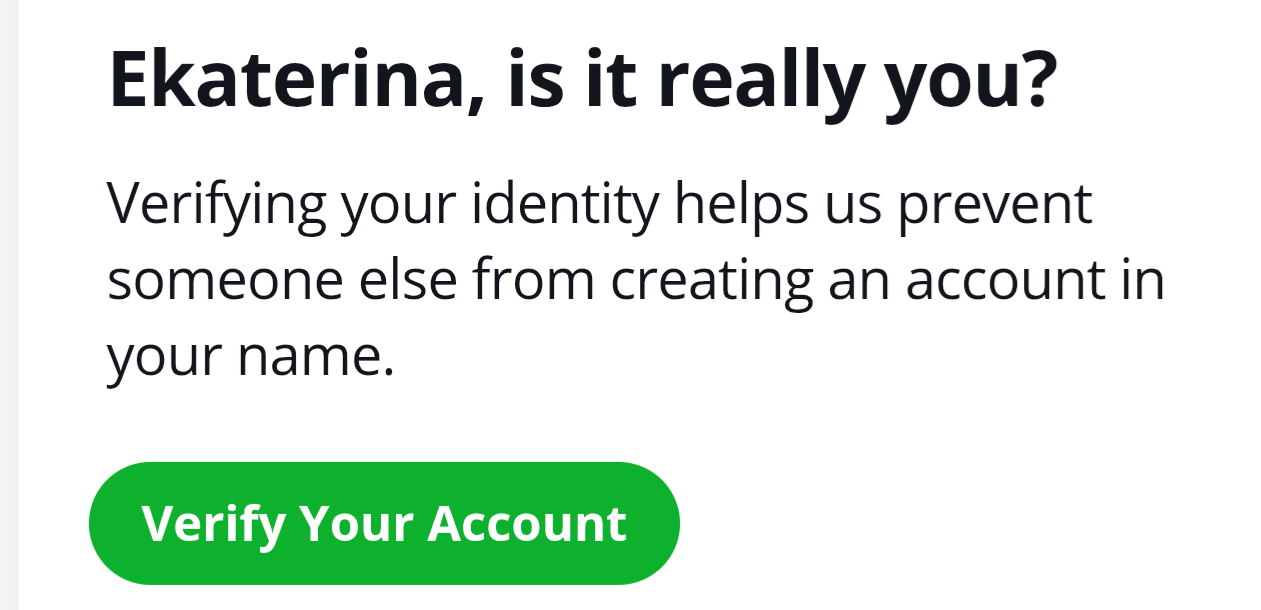 Ekaterina, is it really you?
Verifying your identity helps us prevent
someone else from creating an account in
your name.
Verify Your Account